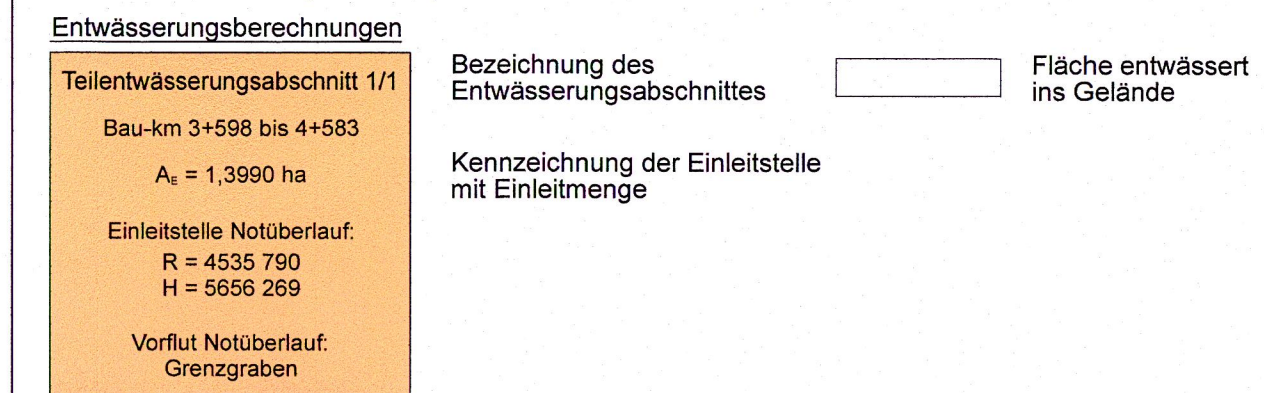 Entwässerungsberechnungen
Teilentwässerungsabschnitt 1/1
Bau-km 3+598 bis 4+583
AE = 1,3990 ha
Einleitstelle Notüberlauf:
R = 4535 790
H = 5656 269
Vorflut Notüberlauf:
Grenzgraben
Bezeichnung des
Entwässerungsabschnittes
Kennzeichnung der Einleitstelle
mit Einleitmenge
Fläche entwässert
ins Gelände